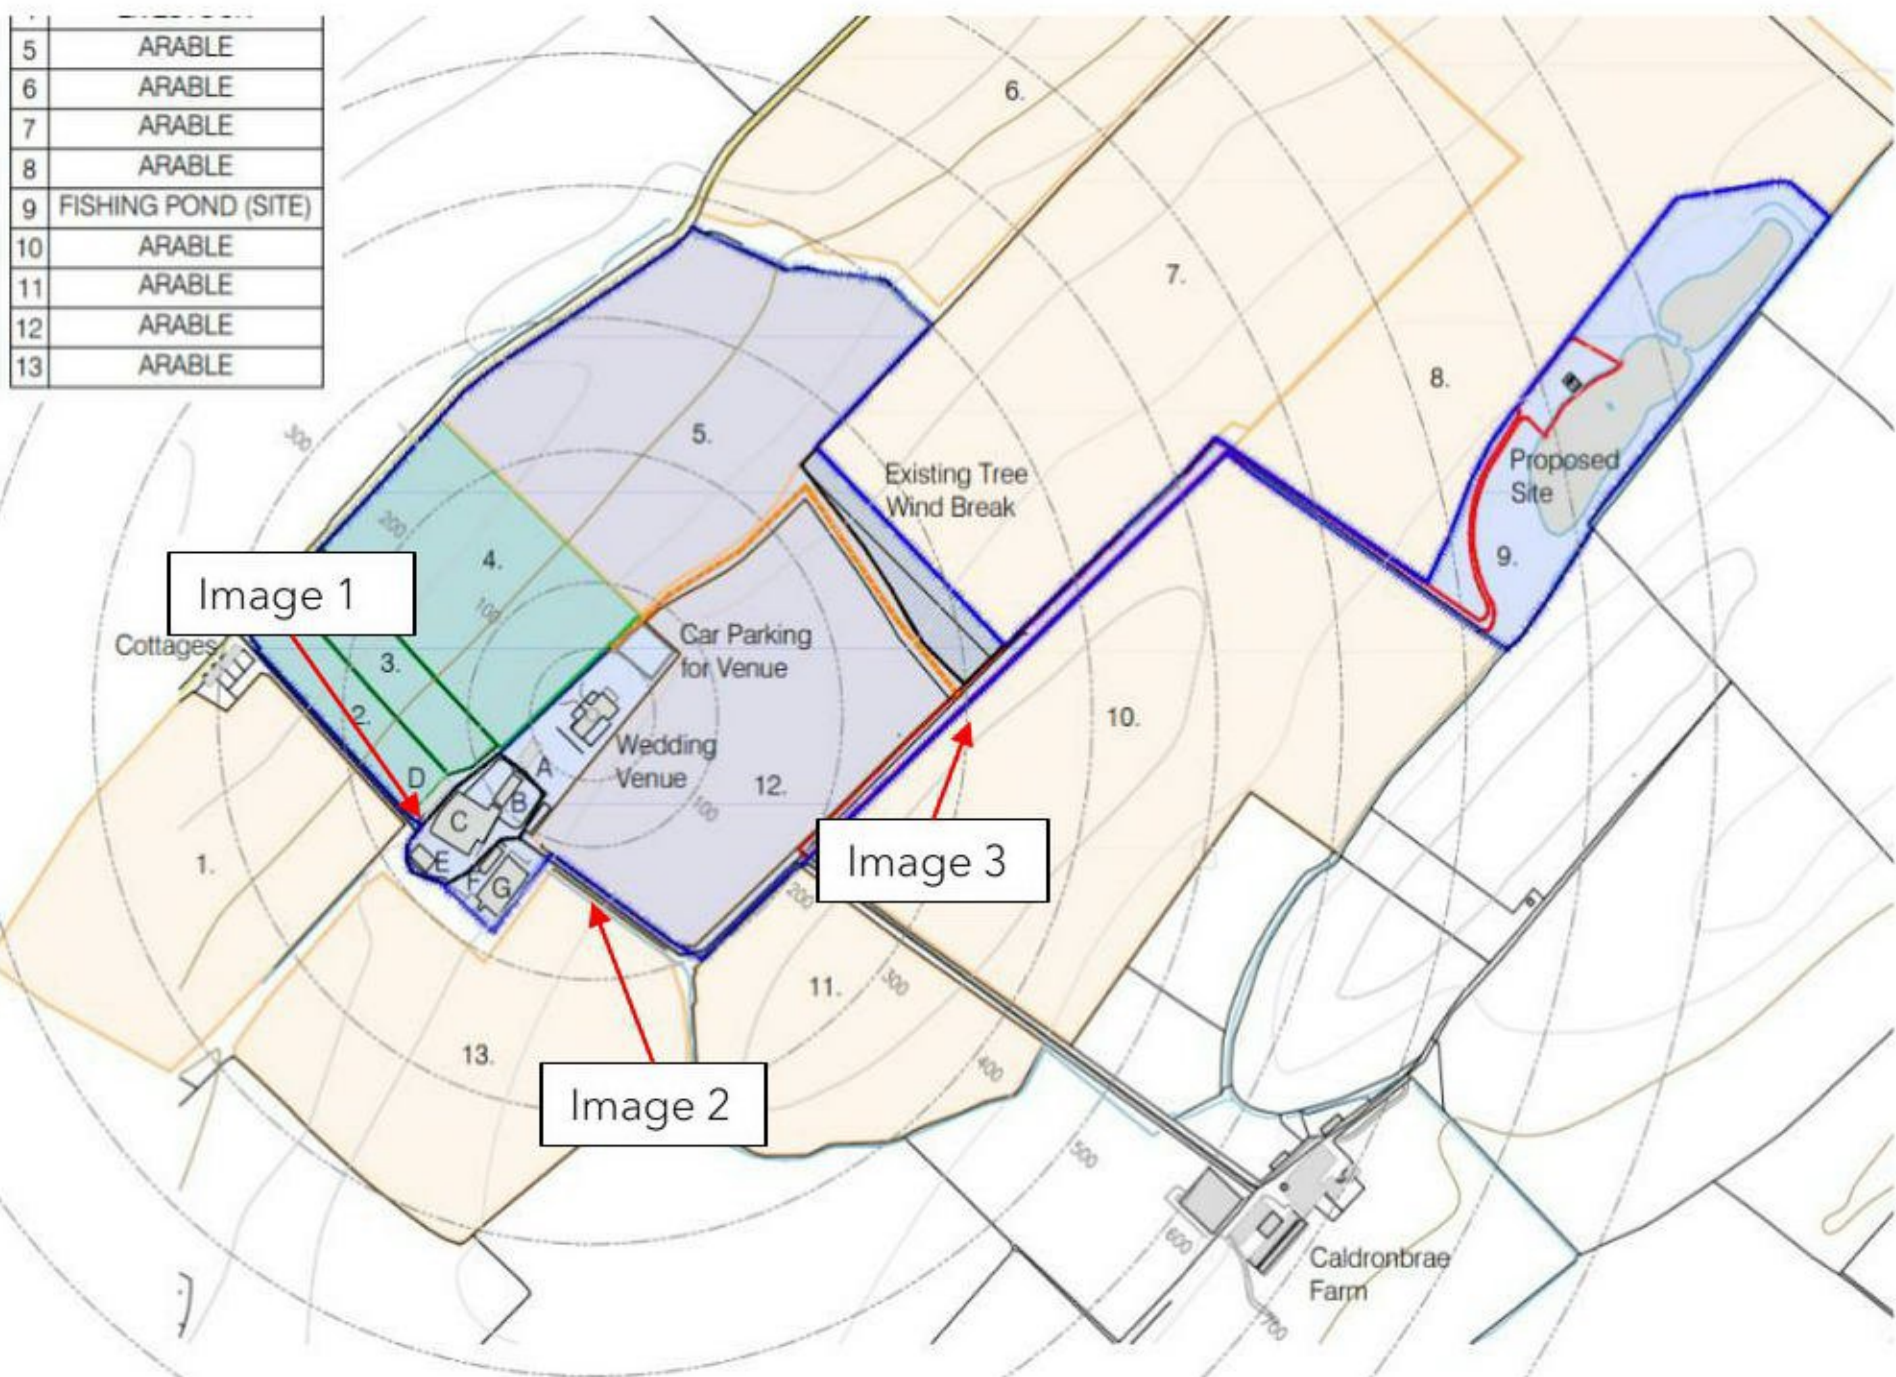 5 ARABLE
6 ARABLE
7 ARABLE
8 ARABLE
9 FISHING POND (SITE)
10 ARABLE
11 ARABLE
12 ARABLE
13 ARABLE
6.
7.
8.
300
5.
Existing Tree
Wind Break
Proposed
Site
200
4.
9.
Image 1
100
Cottages
3.
Car Parking
for Venue
2.
10.
Wedding
Venue
D
A
12.
B
100
C
1.
E
F
G
Image 3
200
11.
300
13.
400
Image 2
500
600
Caldronbrae
Farm
700